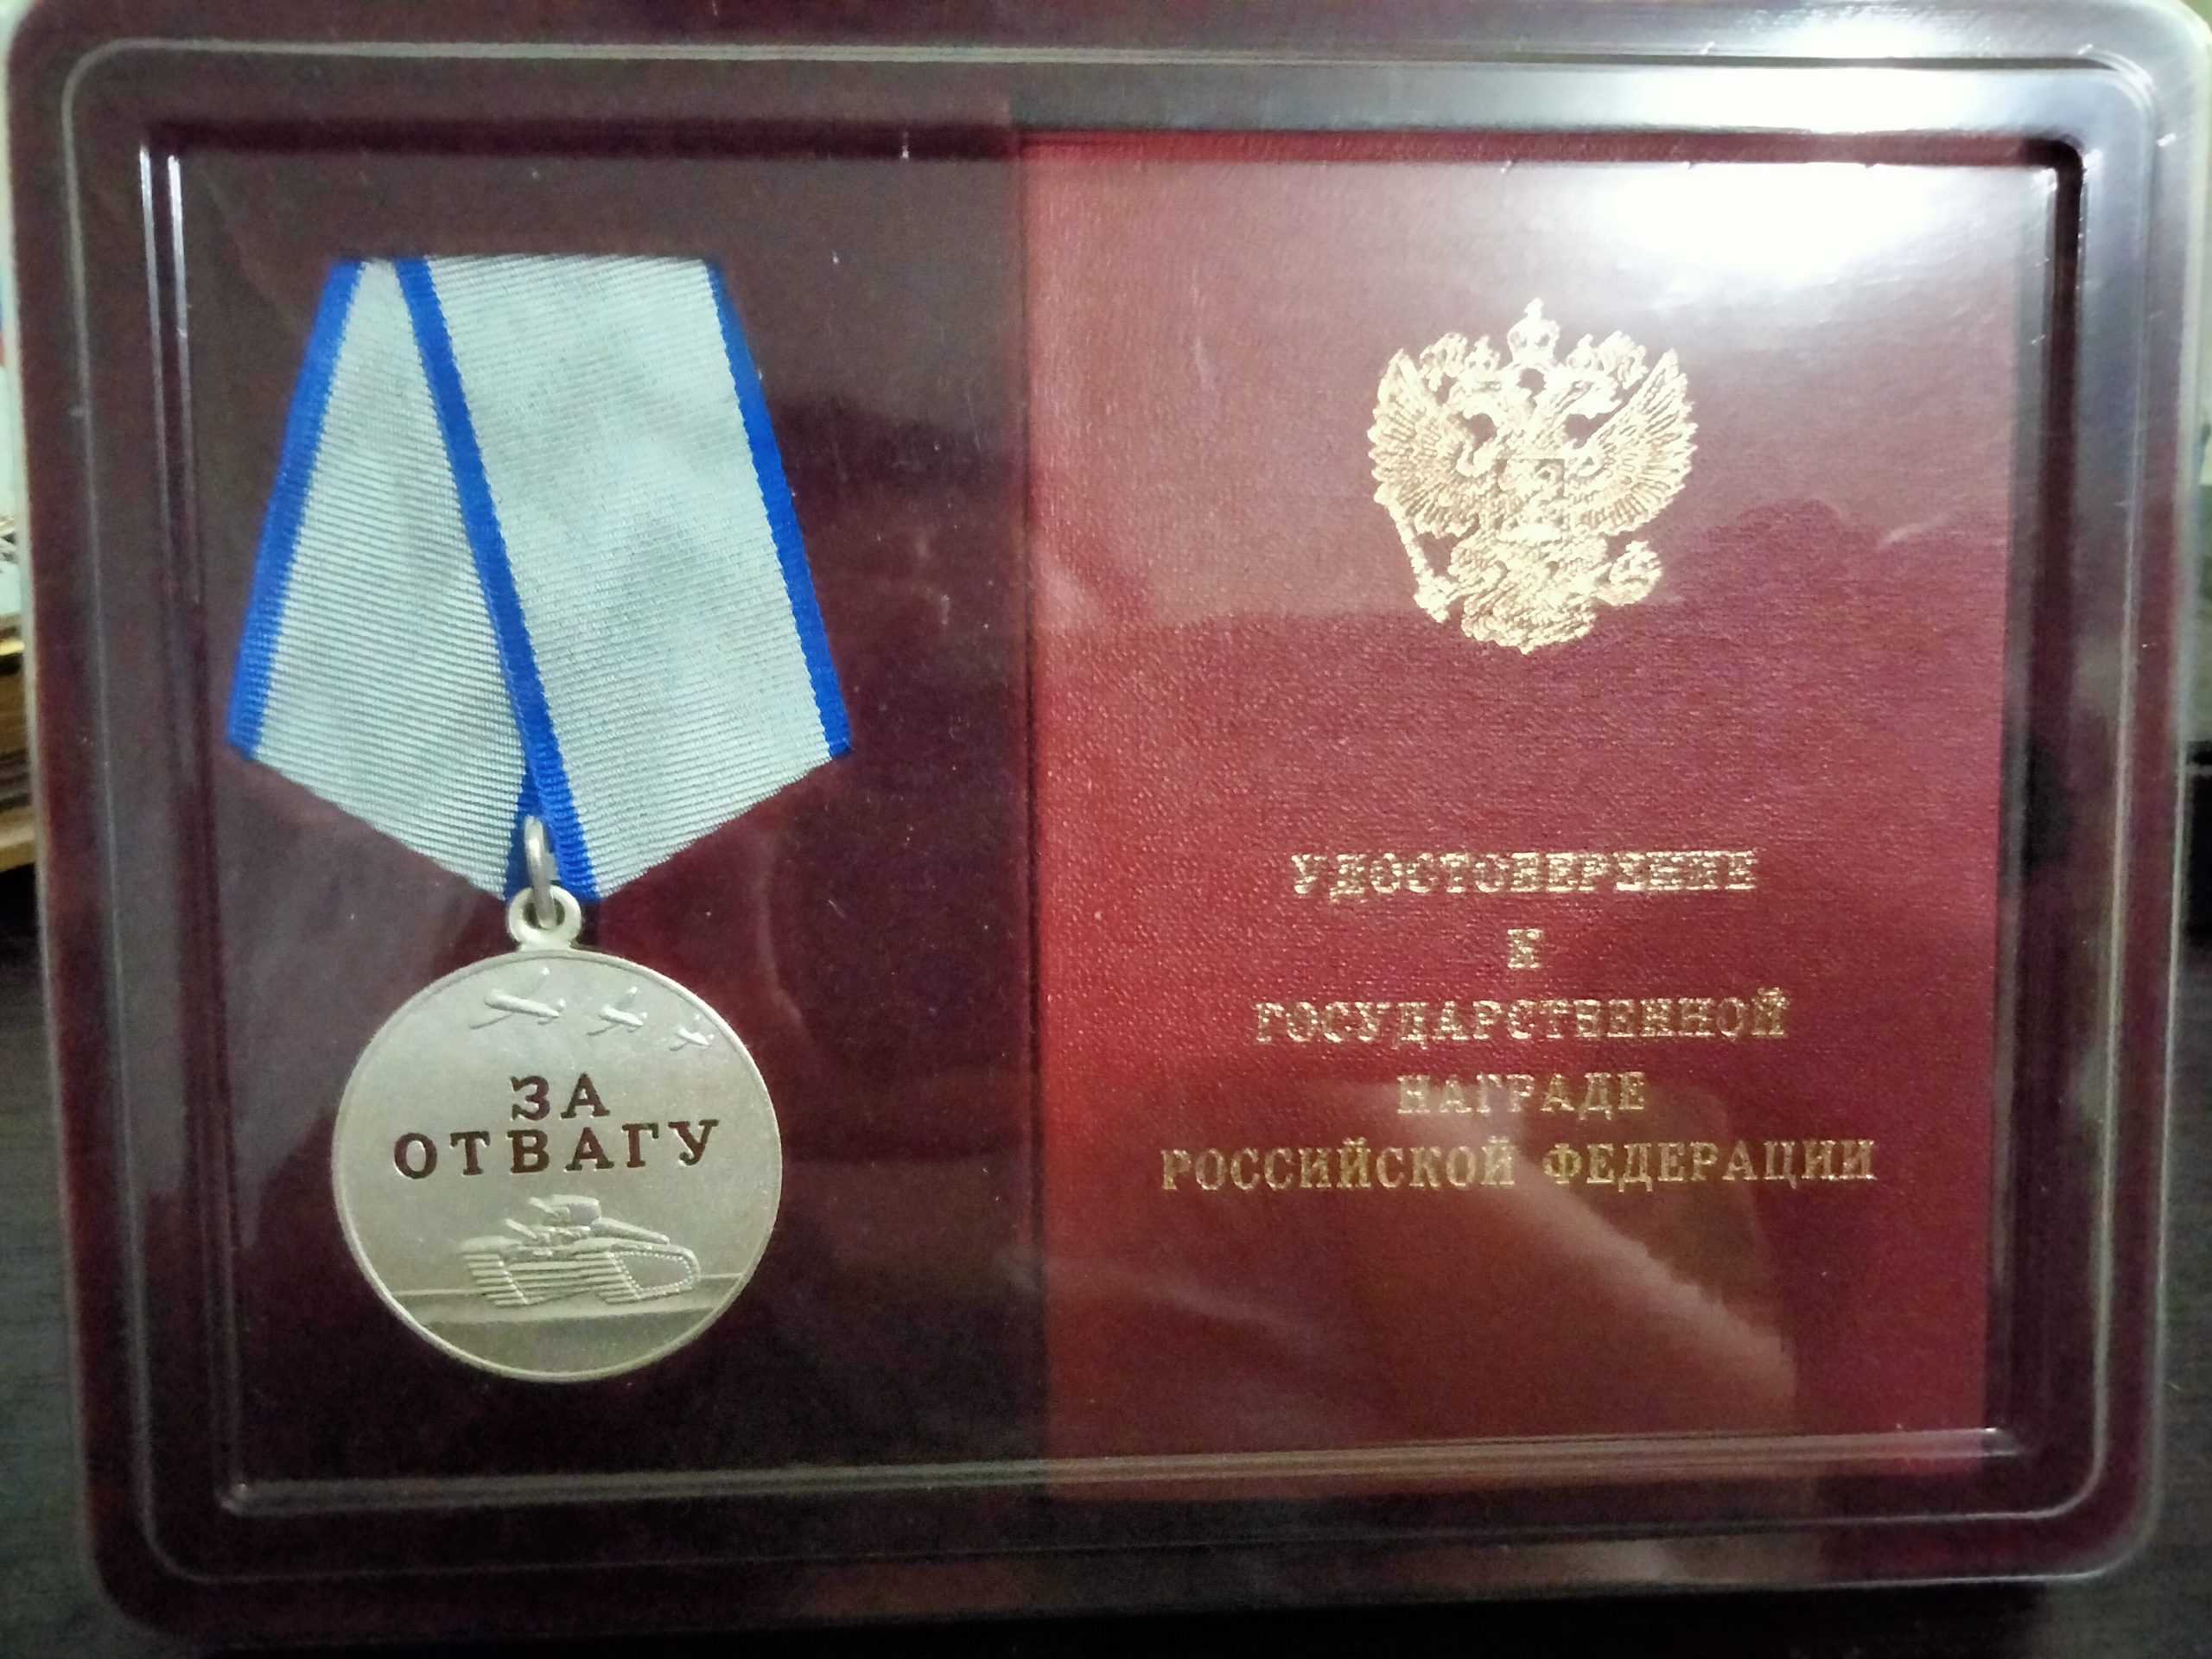 ЗА
ОТВАГУ
УДОСТОВЕРЕНИЕ
К
ГОСУДАРСТВЕННОЙ
НАГРАДЕ
РОССИЙСКОЙ ФЕДЕРАЦИИ